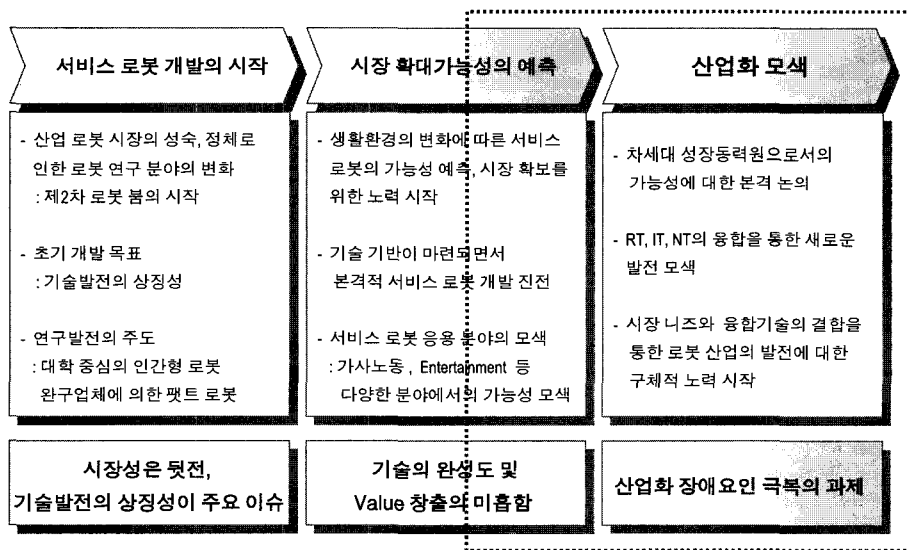 서비스 로봇 개발의 시작
- 산업 로봇 시장의 성숙, 정체로
인한 로봇 연구 분야의 변화
: 제2차 로봇 붐의 시작
- 초기 개발 목표
: 기술발전의 상징성
- 연구발전의 주도
: 대학 중심의 인간형 로봇
완구업체에 의한 팻트 로봇
시장성은 뒷전,
기술발전의 상징성이 주요 이슈
시장 확대가능성의 예측
- 생활환경의 변화에 따른 서비스
로봇의 가능성 예측, 시장 확보를
위한 노력 시작
- 기술 기반이 마련되면서
본격적 서비스 로봇 개발 진전
- 서비스 로봇 응용 분야의 모색
: 가사노동, Entertainment 등
다양한 분야에서의 가능성 모색
기술의 완성도 및
Value 창출의 미흡함
산업화 모색
- 차세대 성장동력원으로서의
가능성에 대한 본격 논의
- RT, IT, NT의 융합을 통한 새로운
발전 모색
- 시장 니즈와 융합기술의 결합을
통한 로봇 산업의 발전에 대한
구체적 노력 시작
산업화 장애요인 극복의 과제